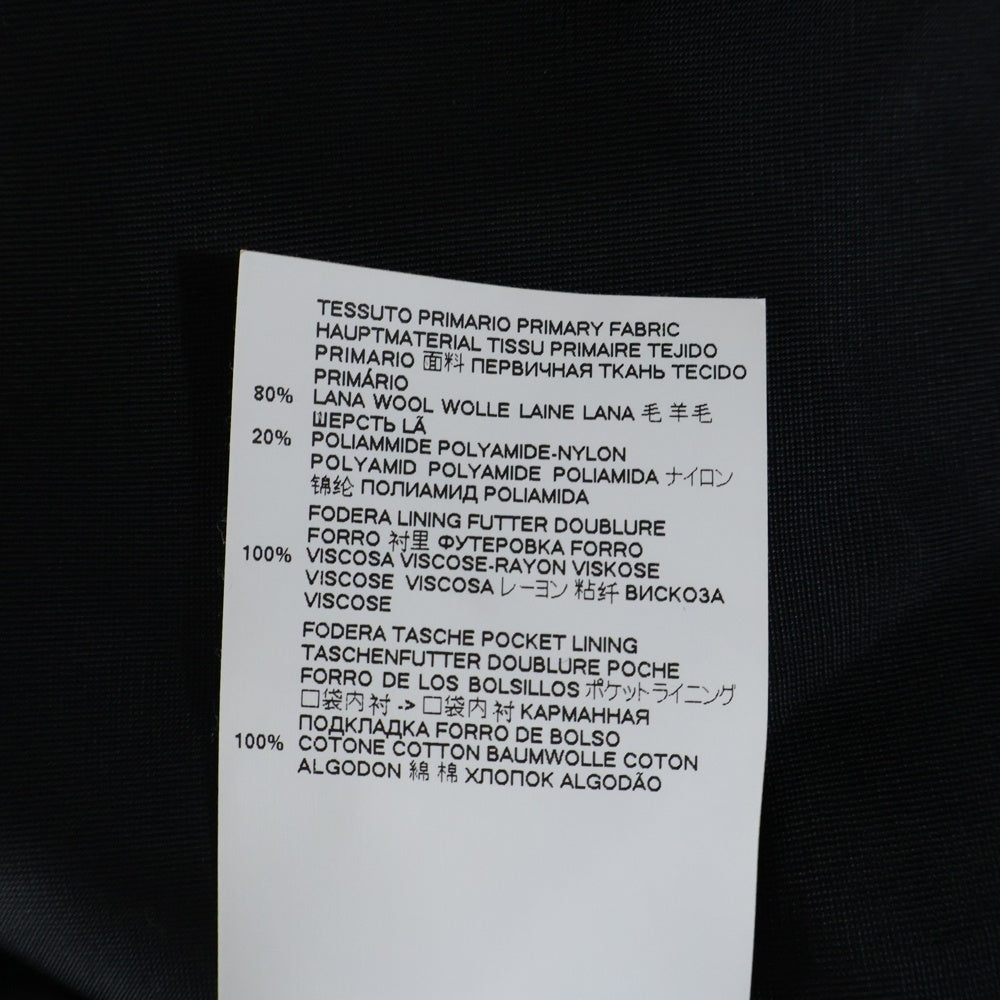 TESSUTO PRIMARIO PRIMARY FABRIC
HAUPTMATERIAL TISSU PRIMAIRE TEJIDO
PRIMARIO 面料 ПЕРВИЧНАЯ ТКАНЬ TECIDO
PRIMÁRIO
80% LANA WOOL WOLLE LAINE LANA 毛 羊毛
ШЕРСТЬ LÃ
20% POLIAMMIDE POLYAMIDE-NYLON
POLYAMID POLYAMIDE POLIAMIDA ナイロン
锦纶 ПОЛИАМИД POLIAMIDA
FODERA LINING FUTTER DOUBLURE
FORRO 衬里 ФУТЕРОВКА FORRO
100% VISCOSA VISCOSE-RAYON VISKOSE
VISCOSE VISCOSA レーヨン 粘纤 ВИСКОЗА
VISCOSE
FODERA TASCHE POCKET LINING
TASCHENFUTTER DOUBLURE POCHE
FORRO DE LOS BOLSILLOS ポケットライニング
口袋内衬 -> 口袋内衬 КАРМАННАЯ
ПОДКЛАДКА FORRO DE BOLSO
100% COTONE COTTON BAUMWOLLE COTON
ALGODON 綿 棉 ХЛОПОК ALGODÃO